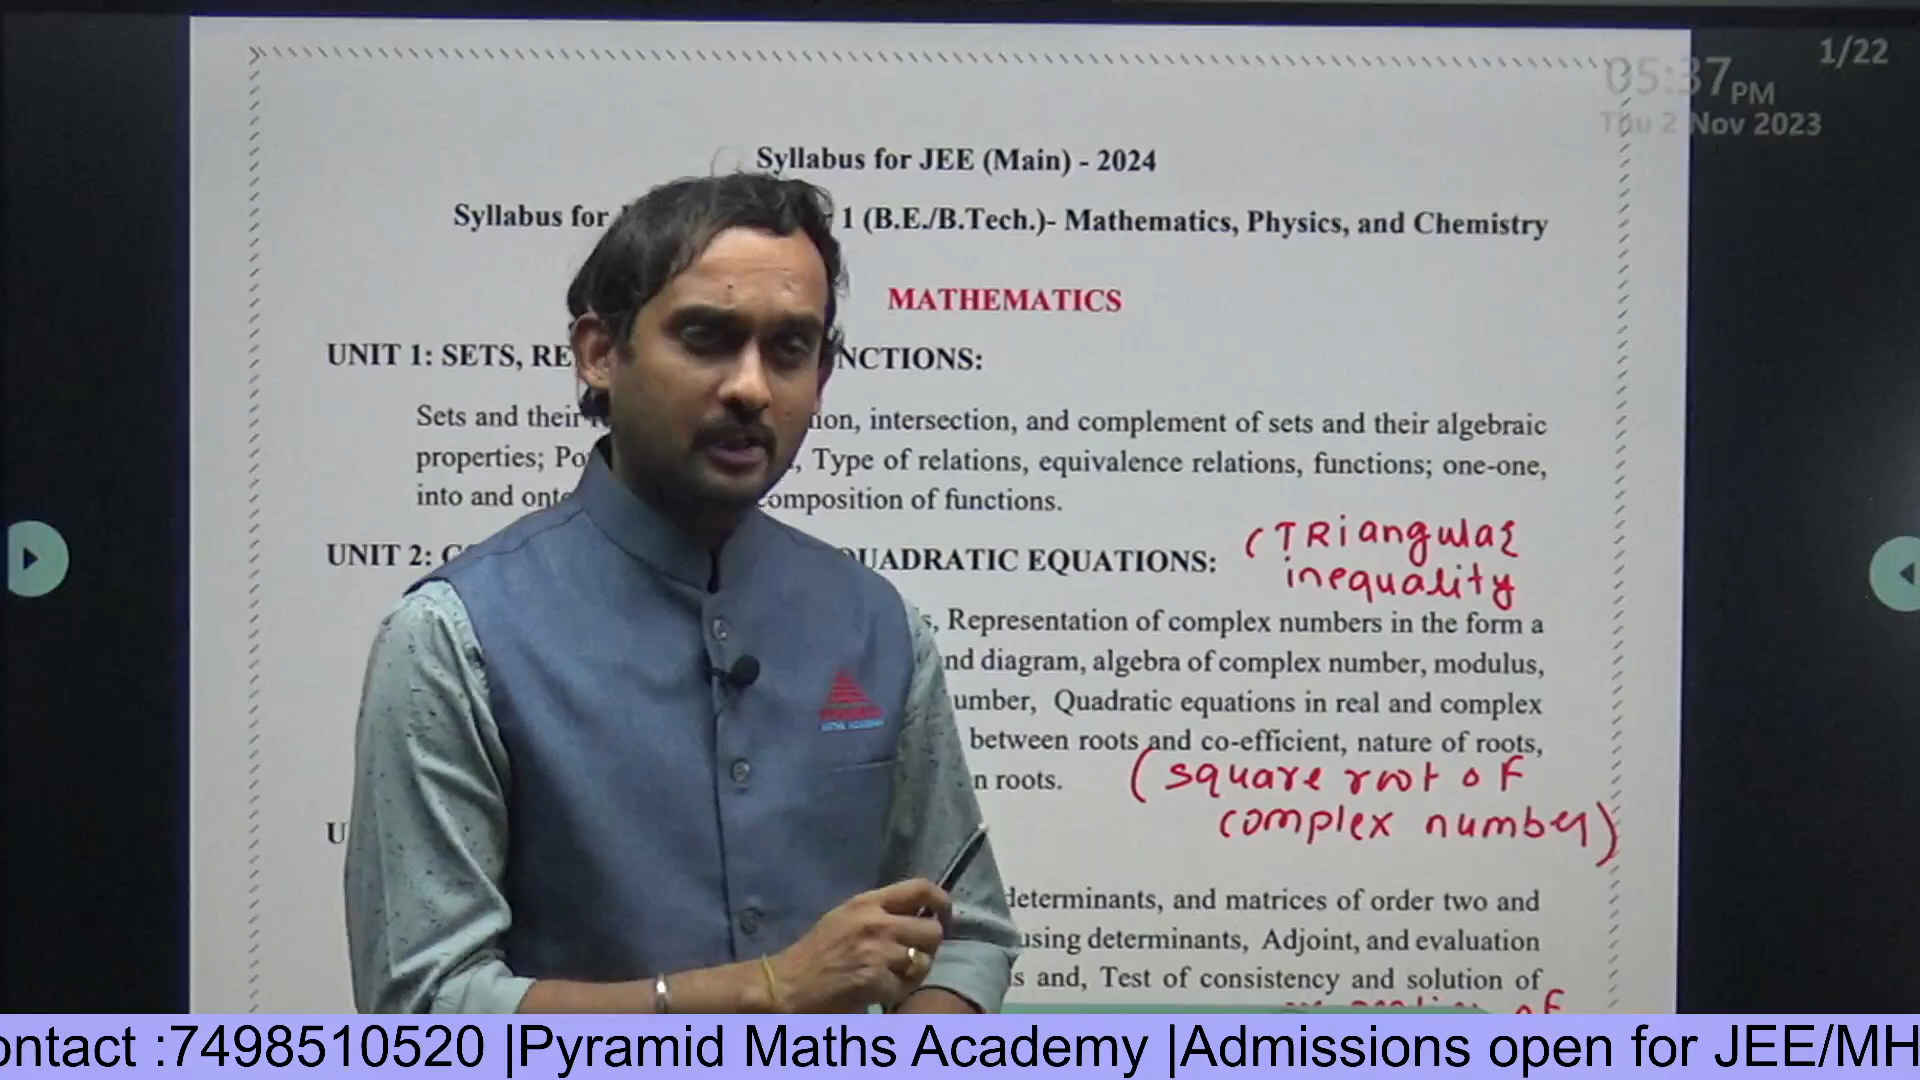 1/22
05:37 PM
Thu 2 Nov 2023
Syllabus for JEE (Main) - 2024
Syllabus for 1 (B.E./B.Tech.)- Mathematics, Physics, and Chemistry
MATHEMATICS
UNIT 1: SETS, RE NCTIONS:
Sets and their ion, intersection, and complement of sets and their algebraic
properties; Po , Type of relations, equivalence relations, functions; one-one,
into and onto composition of functions.
UNIT 2: C UADRATIC EQUATIONS:
(TRiangular
inequality
s, Representation of complex numbers in the form a
nd diagram, algebra of complex number, modulus,
umber, Quadratic equations in real and complex
between roots and co-efficient, nature of roots,
n roots.
(square root of
complex number)
U
determinants, and matrices of order two and
using determinants, Adjoint, and evaluation
s and, Test of consistency and solution of
of
MATHS ACADEMY
ontact :7498510520 |Pyramid Maths Academy |Admissions open for JEE/MH